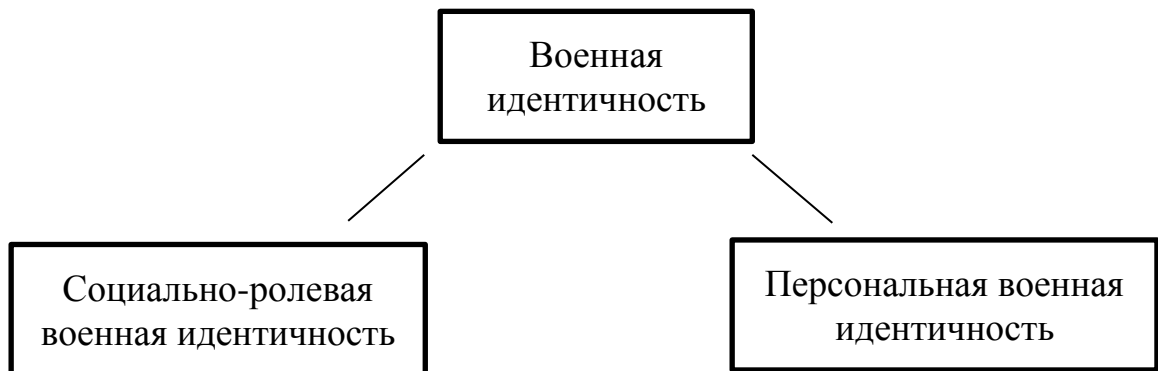 Военная
идентичность
Социально-ролевая
военная идентичность
Персональная военная
идентичность